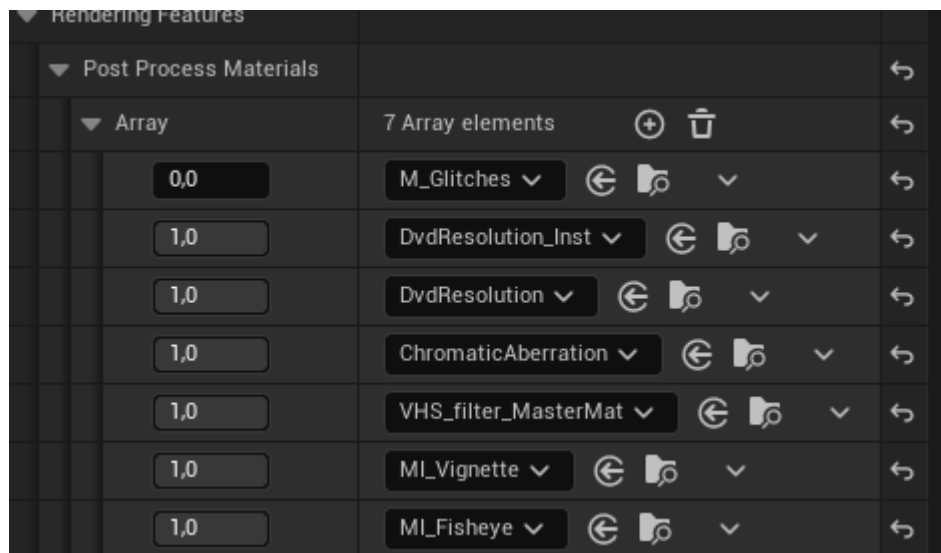 Rendering Features
Post Process Materials
Array 7 Array elements
0,0 M_Glitches
1,0 DvdResolution_Inst
1,0 DvdResolution
1,0 ChromaticAberration
1,0 VHS_filter_MasterMat
1,0 MI_Vignette
1,0 MI_Fisheye